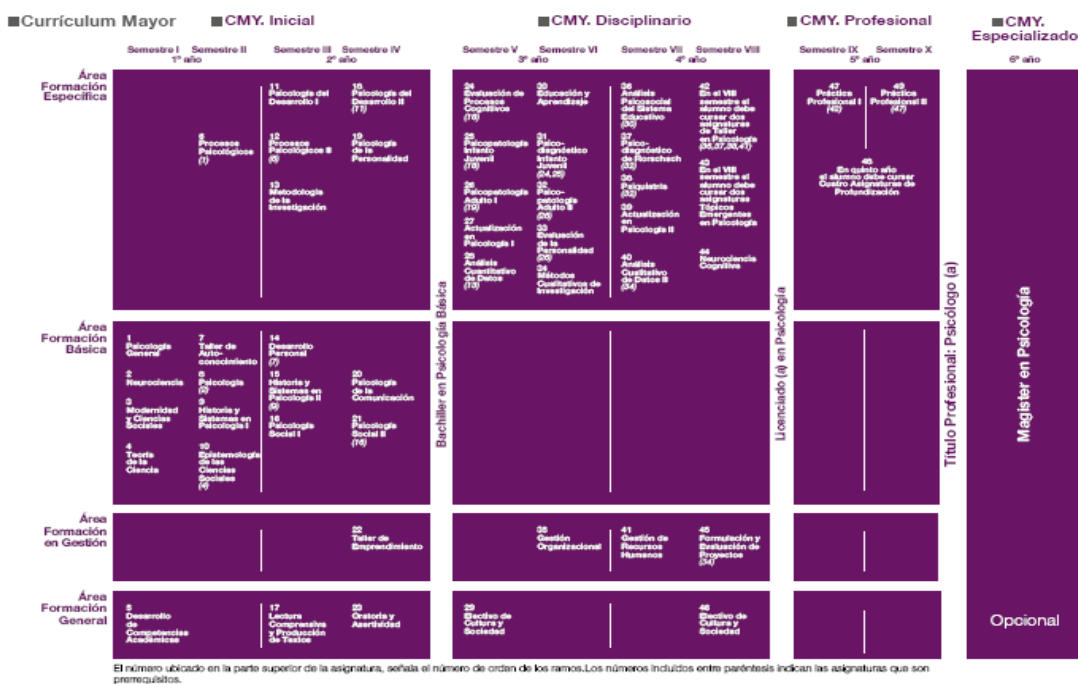 Currículum Mayor
CMY. Inicial
CMY. Disciplinario
CMY. Profesional
CMY.
Especializado
Semestre I
Semestre II
Semestre III
Semestre IV
Semestre V
Semestre VI
Semestre VII
Semestre VIII
Semestre IX
Semestre X
1º año
2º año
3º año
4º año
5º año
6º año
Área
Formación
Específica
6
Procesos
Psicológicos
(1)
11
Psicología del
Desarrollo I
12
Procesos
Psicológicos II
(6)
13
Metodología
de la
Investigación
18
Psicología del
Desarrollo II
(11)
19
Psicología
de la
Personalidad
24
Evaluación de
Procesos
Cognitivos
(18)
25
Psicopatología
Infanto
Juvenil
(18)
26
Psicopatología
Adulto I
(19)
27
Actualización
en
Psicología I
28
Análisis
Cuantitativo
de Datos
(13)
30
Educación y
Aprendizaje
31
Psico-
diagnóstico
Infanto
Juvenil
(24,25)
32
Psico-
patología
Adulto II
(26)
33
Evaluación
de la
Personalidad
(26)
34
Métodos
Cualitativos de
Investigación
36
Análisis
Psicosocial
del Sistema
Educativo
(30)
37
Psico-
diagnóstico
de Rorschach
(32)
38
Psiquiatría
(32)
39
Actualización
en
Psicología II
40
Análisis
Cualitativo
de Datos II
(34)
42
En el VIII
semestre el
alumno debe
cursar dos
asignaturas
de Taller
en Psicología
(36,37,38,41)
43
En el VIII
semestre el
alumno debe
cursar dos
asignaturas
Tópicos
Emergentes
en Psicología
44
Neurociencia
Cognitiva
47
Práctica
Profesional I
(42)
49
Práctica
Profesional II
(47)
48
En quinto año
el alumno debe cursar
Cuatro Asignaturas de
Profundización
Bachiller en Psicología Básica
Licenciado (a) en Psicología
Título Profesional: Psicólogo (a)
Magister en Psicología
Opcional
Área
Formación
Básica
1
Psicología
General
2
Neurociencia
3
Modernidad
y Ciencias
Sociales
4
Teoría
de la
Ciencia
7
Taller de
Auto-
conocimiento
8
Psicología
(2)
9
Historia y
Sistemas en
Psicología I
10
Epistemología
de las
Ciencias
Sociales
(4)
14
Desarrollo
Personal
(7)
15
Historia y
Sistemas en
Psicología II
(9)
16
Psicología
Social I
20
Psicología
de la
Comunicación
21
Psicología
Social II
(16)
Área
Formación
en Gestión
22
Taller de
Emprendimiento
35
Gestión
Organizacional
41
Gestión de
Recursos
Humanos
45
Formulación y
Evaluación de
Proyectos
(34)
Área
Formación
General
5
Desarrollo
de
Competencias
Académicas
17
Lectura
Comprensiva
y Producción
de Textos
23
Oratoria y
Asertividad
29
Electivo de
Cultura y
Sociedad
46
Electivo de
Cultura y
Sociedad
El número ubicado en la parte superior de la asignatura, señala el número de orden de los ramos.Los números incluídos entre paréntesis indican las asignaturas que son
prerrequisitos.